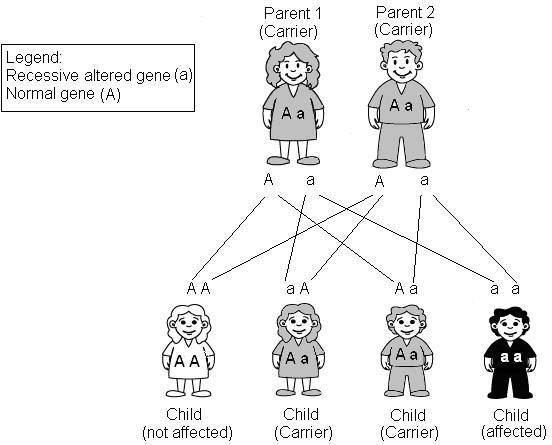 Parent 1
(Carrier)
Parent 2
(Carrier)
Legend:
Recessive altered gene (a)
Normal gene (A)
A a
A a
A
a
A
a
A A
a A
A a
a a
A A
A a
A a
a a
Child
(not affected)
Child
(Carrier)
Child
(Carrier)
Child
(affected)